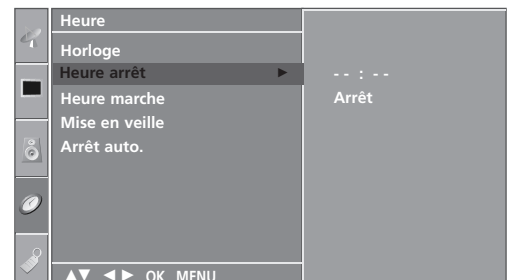 Heure
Horloge
Heure arrêt ►
- - : - -
Heure marche
Arrêt
Mise en veille
Arrêt auto.
▲▼ ◄ ► OK MENU